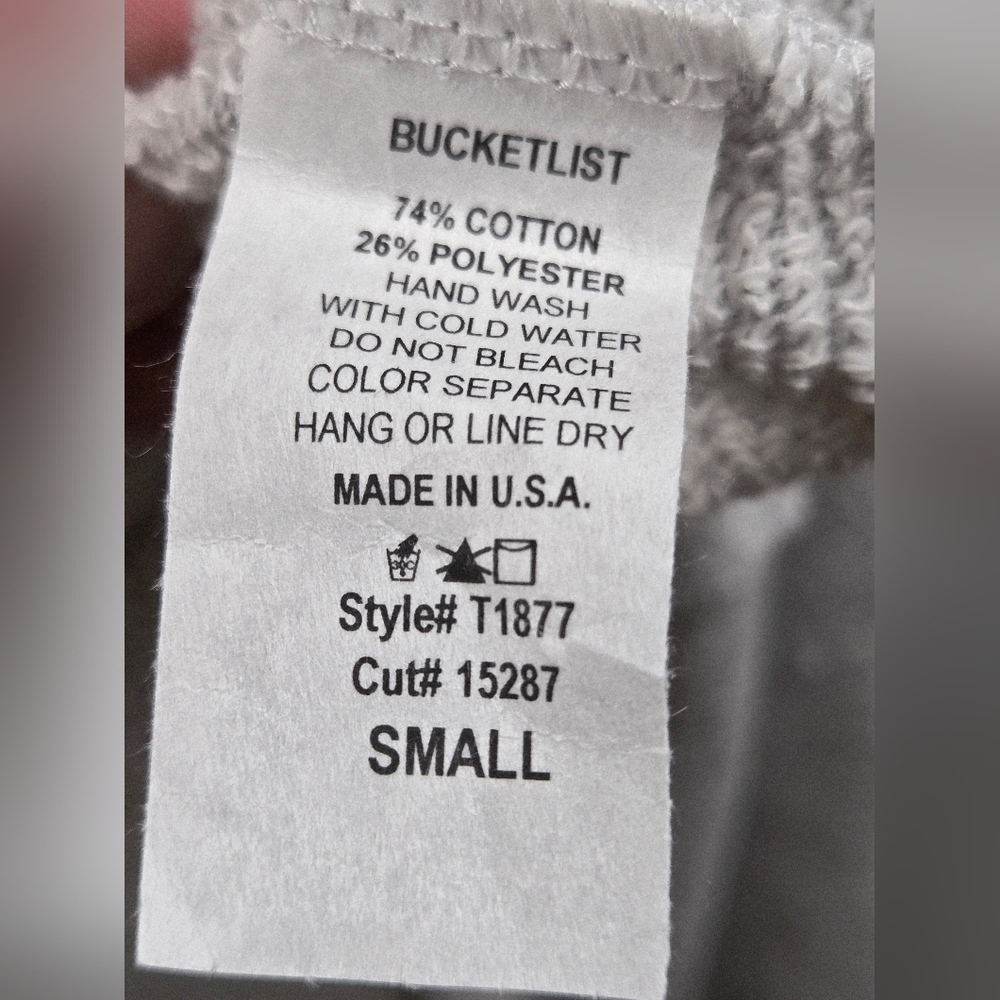 BUCKETLIST
74% COTTON
26% POLYESTER
HAND WASH
WITH COLD WATER
DO NOT BLEACH
COLOR SEPARATE
HANG OR LINE DRY
MADE IN U.S.A.
30C
Style# T1877
Cut# 15287
SMALL